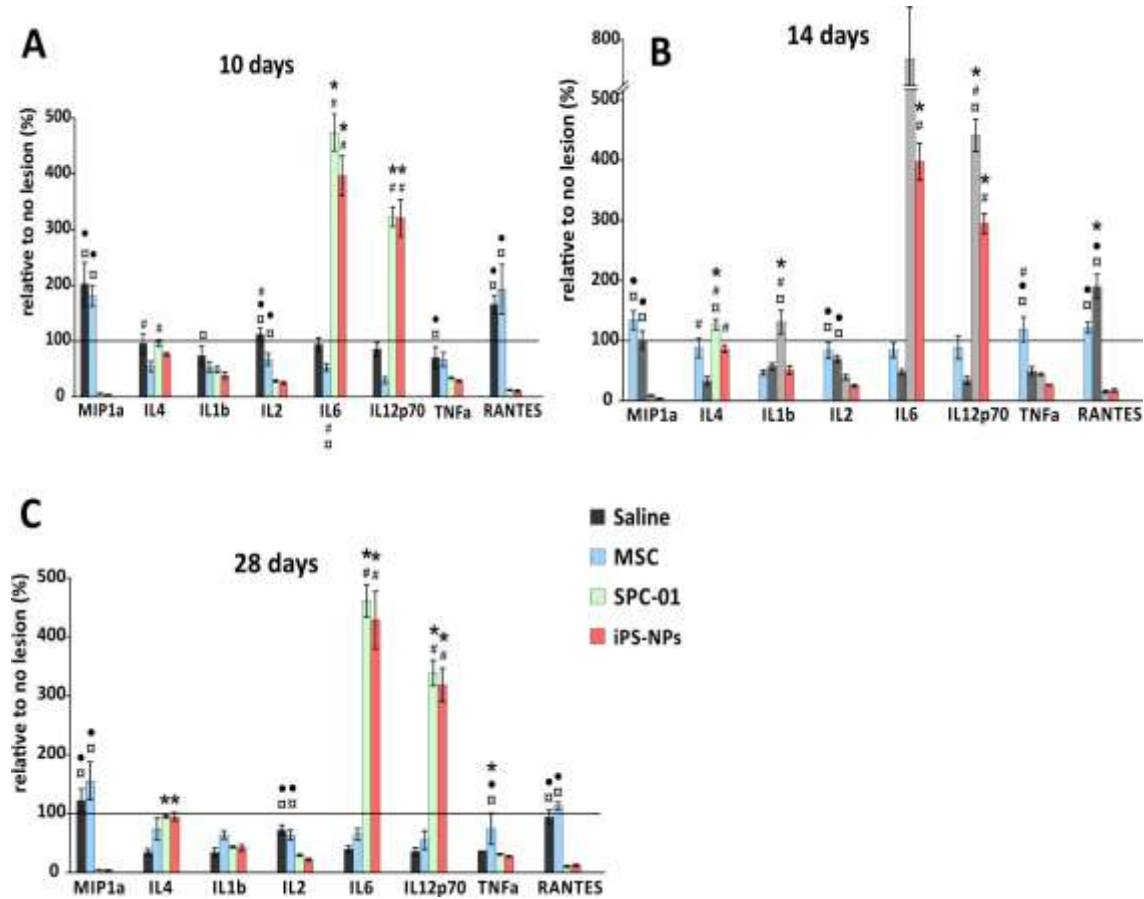 A
10 days
relative to no lesion (%)
500
400
300
200
100
0
MIP1a IL4 IL1b IL2 IL6 IL12p70 TNFa RANTES
B
14 days
relative to no lesion (%)
800
500
400
300
200
100
0
MIP1a IL4 IL1b IL2 IL6 IL12p70 TNFa RANTES
C
28 days
relative to no lesion (%)
500
400
300
200
100
0
MIP1a IL4 IL1b IL2 IL6 IL12p70 TNFa RANTES
Saline
MSC
SPC-01
iPS-NPs